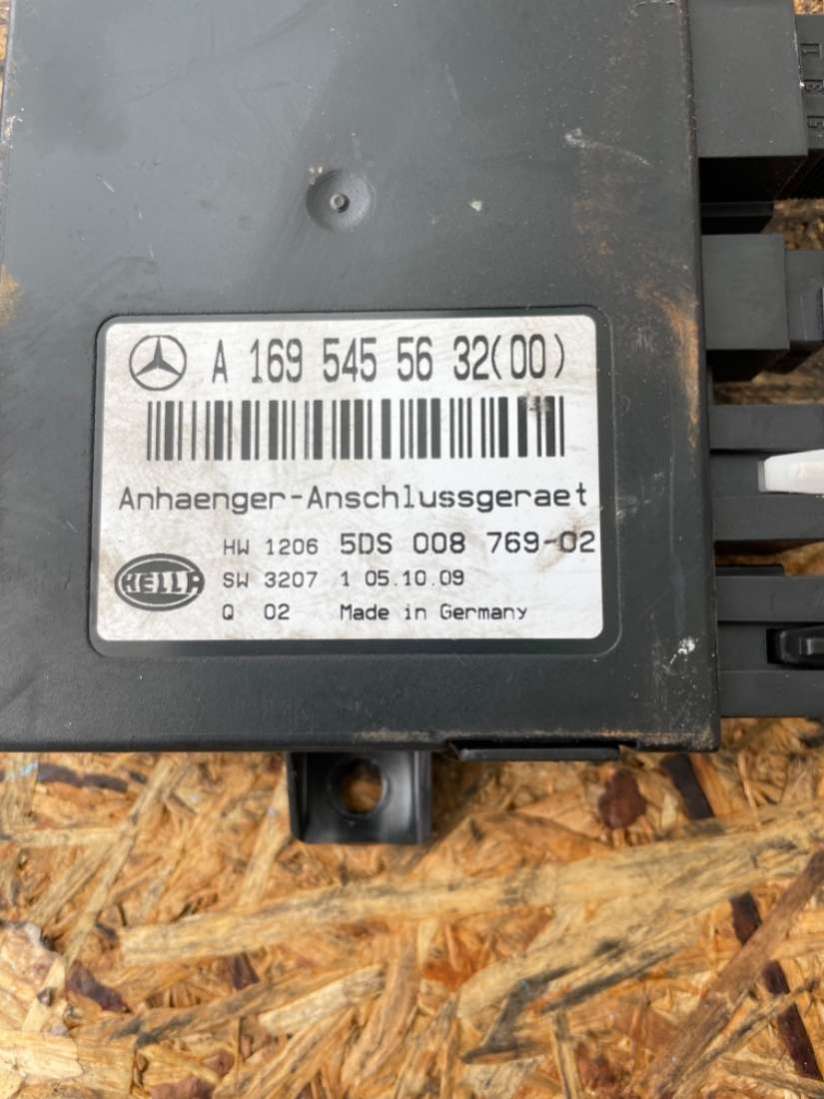 A 169 545 56 32(00)
Anhaenger-Anschlussgeraet
HW 1206 5DS 008 769-02
HELLA SW 3207 1 05.10.09
Q 02 Made in Germany